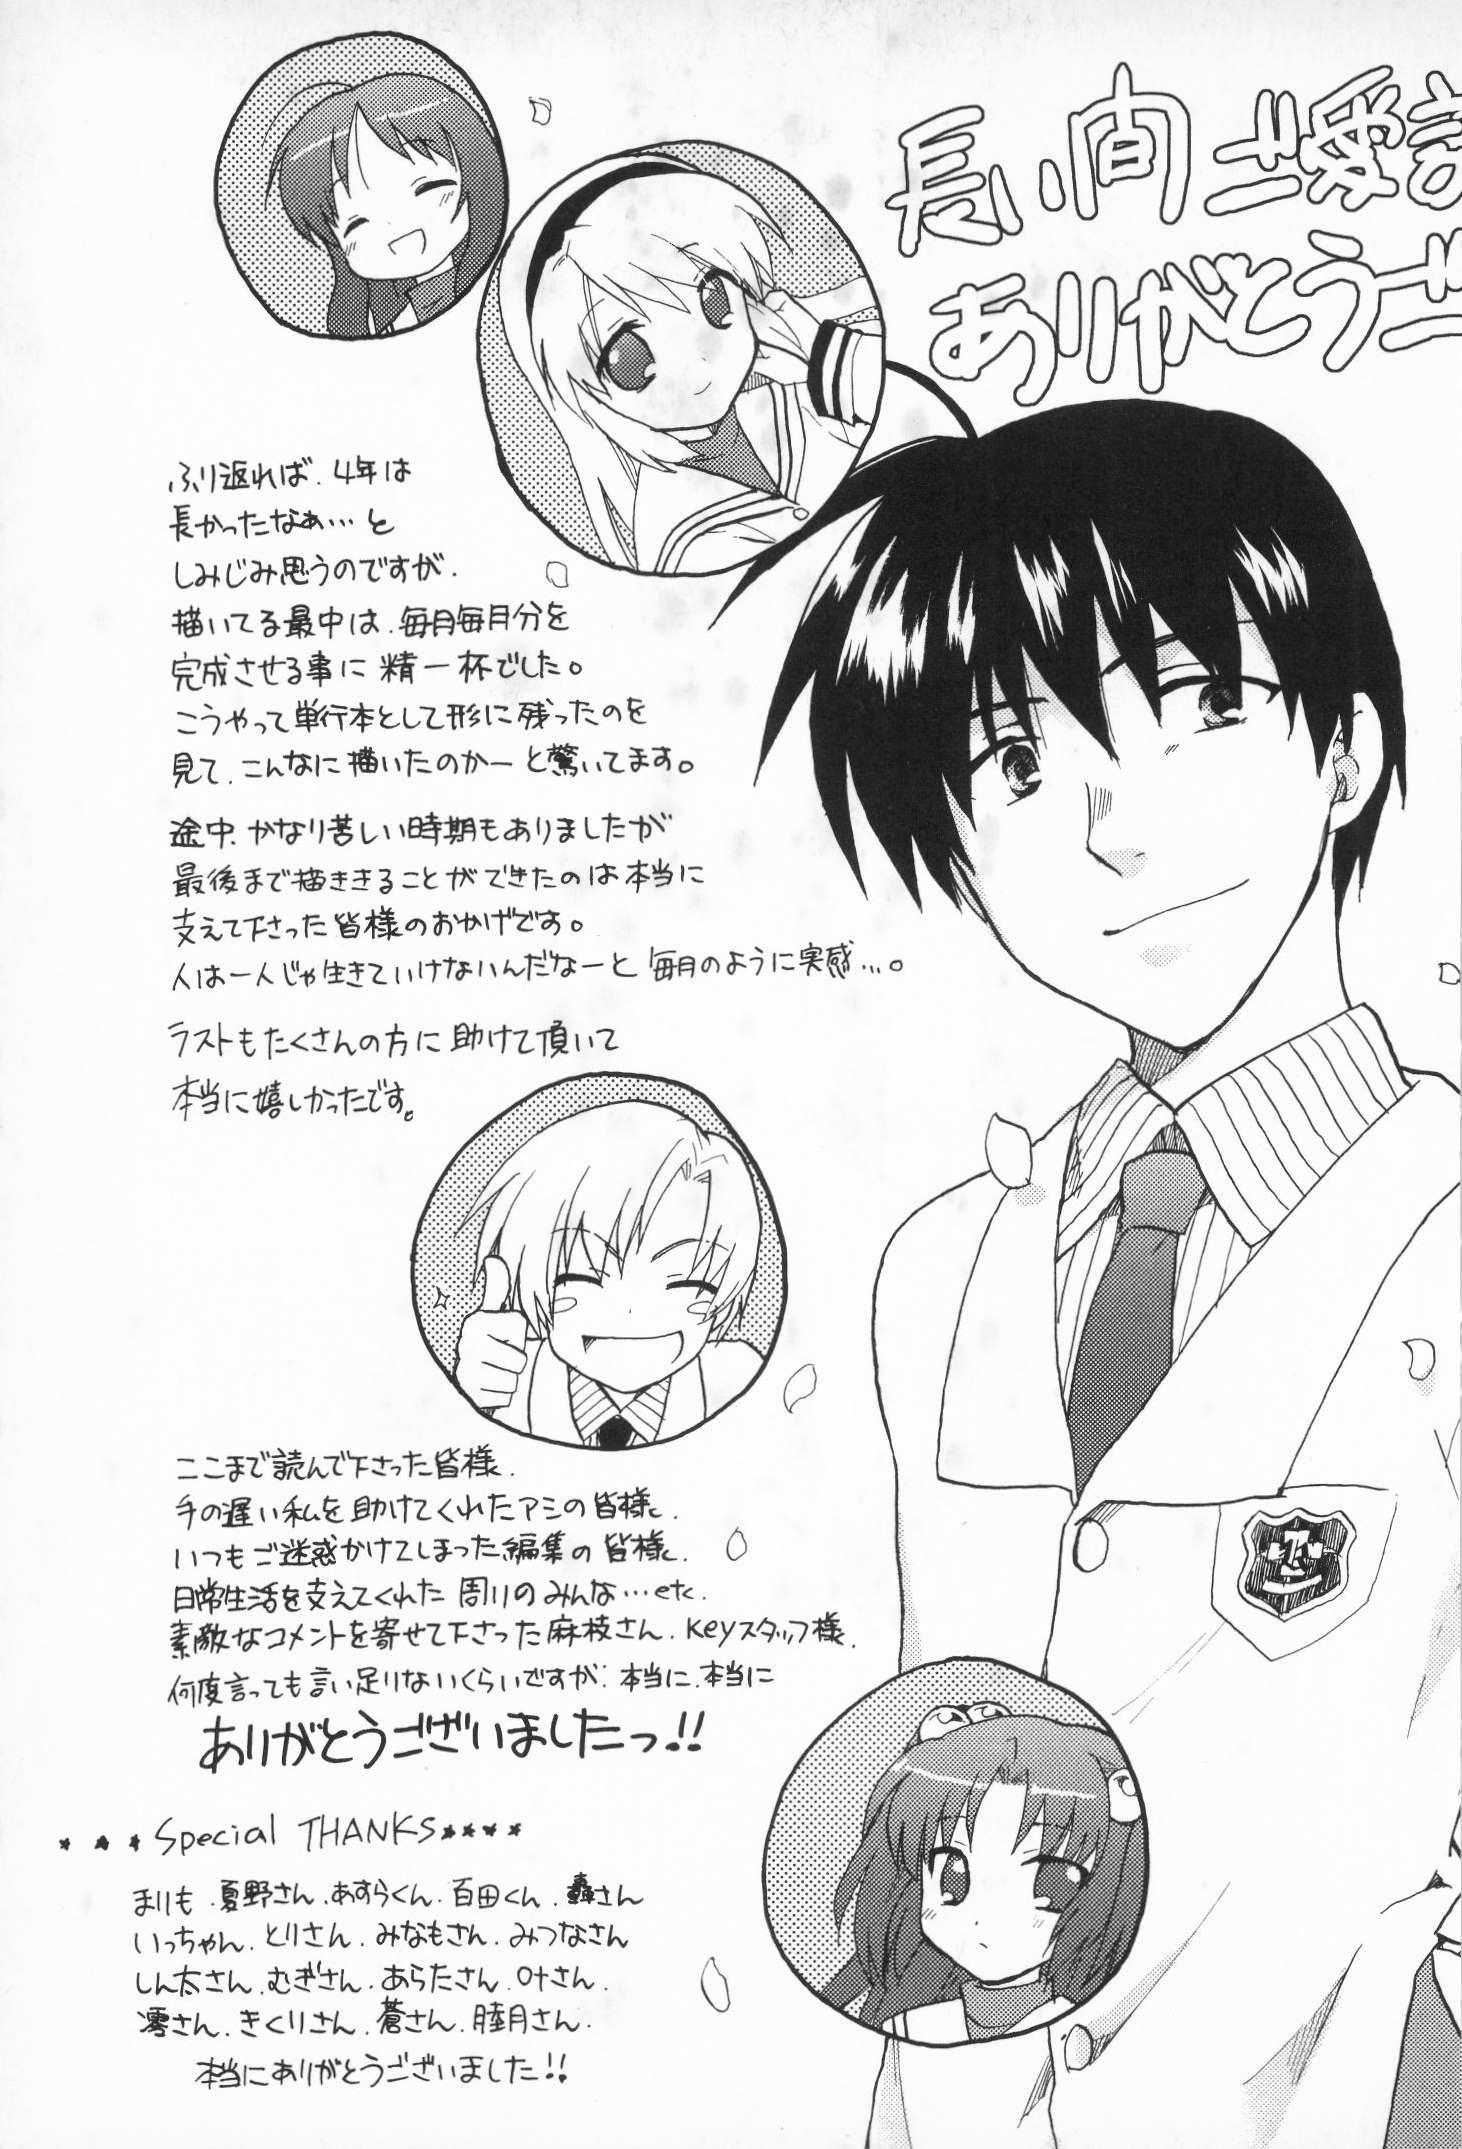 長い間ご愛読
ありがとうござ
ふり返れば、4年は
長かったなぁ…と
しみじみ思うのですが、
描いてる最中は、毎月毎月分を
完成させる事に精一杯でした。
こうやって単行本として形に残ったのを
見て、こんなに描いたのかーと驚いてます。
途中、かなり苦しい時期もありましたが
最後まで描ききることができたのは本当に
支えて下さった皆様のおかげです。
人は一人じゃ生きていけないんだなーと毎月のように実感…。
ラストもたくさんの方に助けて頂いて
本当に嬉しかったです。
ここまで読んで下さった皆様、
手の遅い私を助けてくれたアシの皆様、
いつもご迷惑かけてしまった編集の皆様、
日常生活を支えてくれた周りのみんな…etc.
素敵なコメントを寄せて下さった麻枝さん、Keyスタッフ様、
何度言っても言い足りないくらいですが、本当に、本当に
ありがとうございましたっ!!
Special THANKS
まりも、夏野さん、あすらくん、百田くん、轟さん
いっちゃん、とりさん、みなもさん、みつなさん
しん太さん、むぎさん、あらたさん、叶さん、
澪さん、きくりさん、蒼さん、睦月さん、
本当にありがとうございました!!